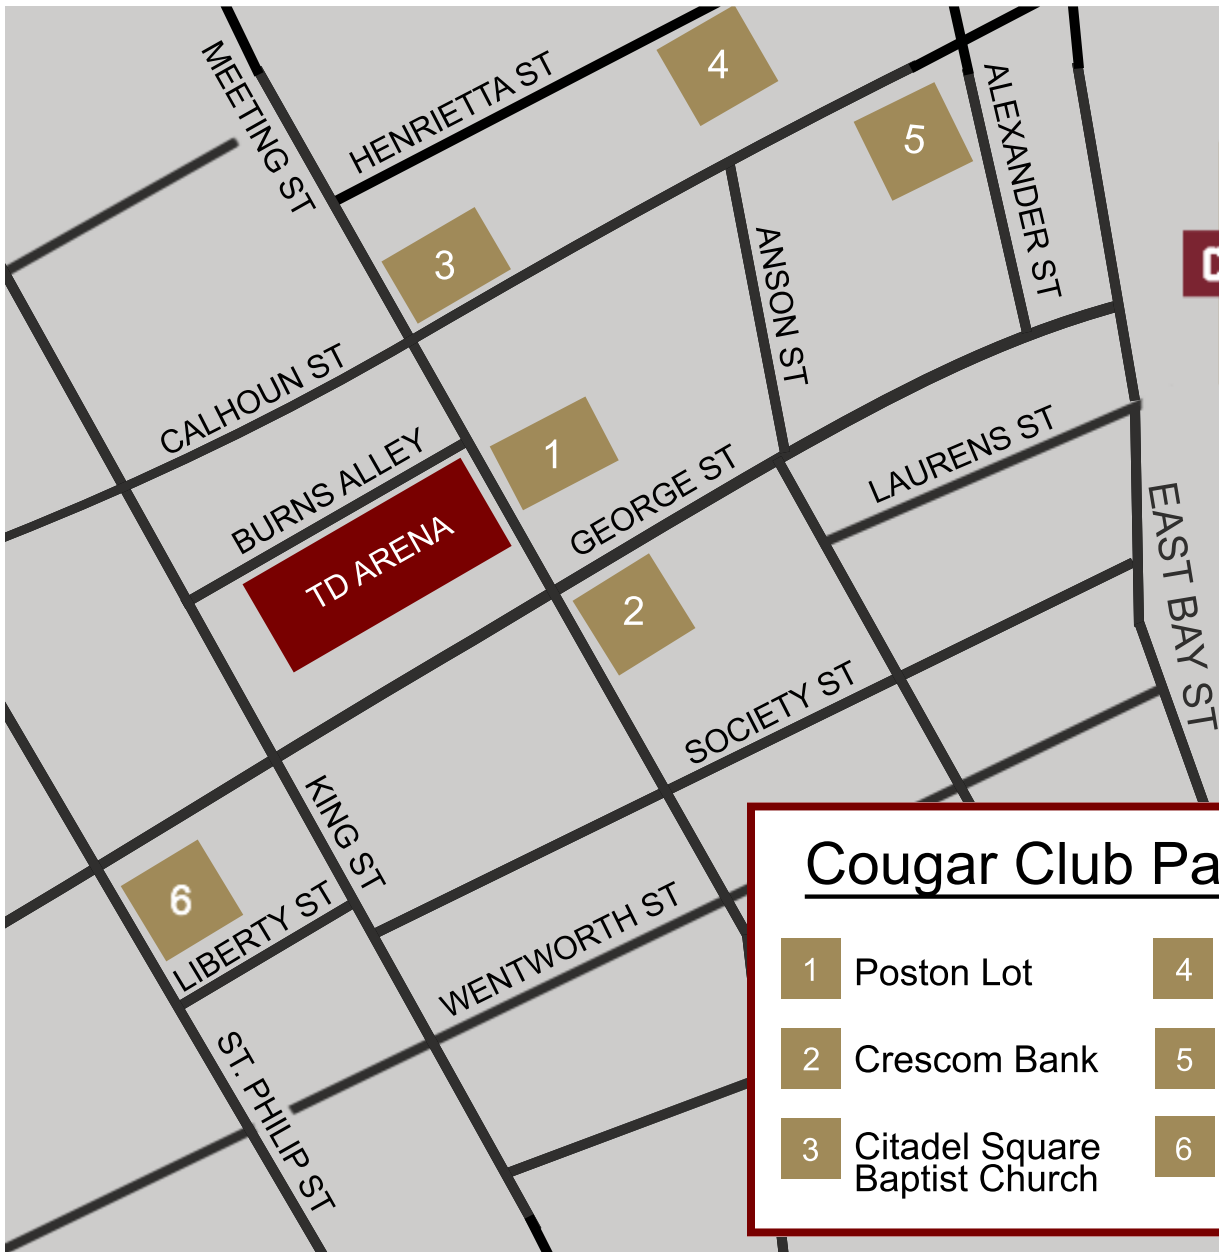 MEETING ST
HENRIETTA ST
4
5
ALEXANDER ST
3
ANSON ST
C
CALHOUN ST
BURNS ALLEY
1
GEORGE ST
LAURENS ST
TD ARENA
2
EAST BAY ST
SOCIETY ST
KING ST
6
LIBERTY ST
WENTWORTH ST
ST. PHILIP ST
Cougar Club Pa
1 Poston Lot
4
2 Crescom Bank
5
3 Citadel Square
Baptist Church
6